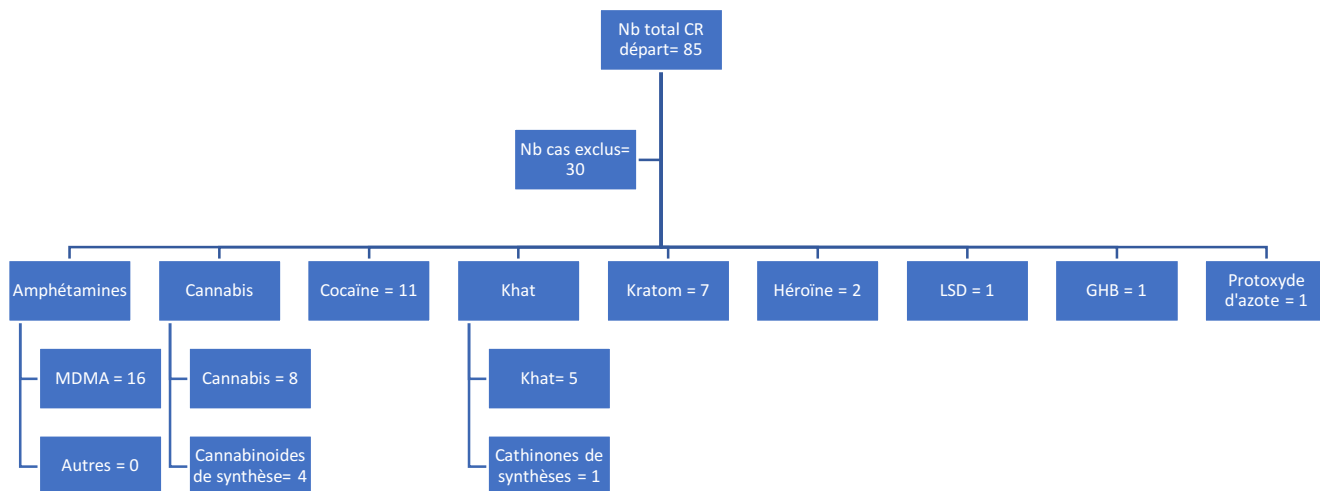 Nb total CR
départ= 85
Nb cas exclus=
30
Amphétamines
Cannabis
Cocaïne = 11
Khat
Kratom = 7
Héroïne = 2
LSD = 1
GHB = 1
Protoxyde
d'azote = 1
MDMA = 16
Cannabis = 8
Khat= 5
Autres = 0
Cannabinoides
de synthèse= 4
Cathinones de
synthèses = 1